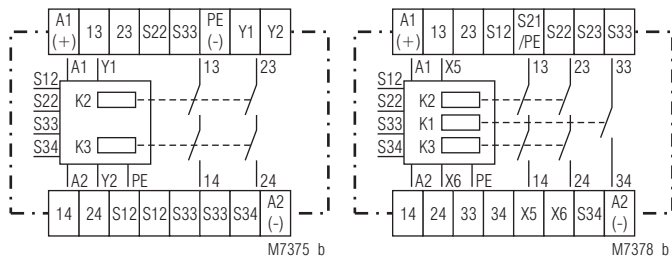 A1 (+) 13 23 S22 S33 PE (-) Y1 Y2
A1 Y1 13 23
S12
S22
S33
S34
K2
K3
A2 Y2 PE 14 24
14 24 S12 S12 S33 S33 S34 A2 (-)
M7375 b
A1 (+) 13 23 S12 S21 /PE S22 S23 S33
A1 X5 13 23 33
S12
S22
S33
S34
K2
K1
K3
A2 X6 PE 14 24 34
14 24 33 34 X5 X6 S34 A2 (-)
M7378 b